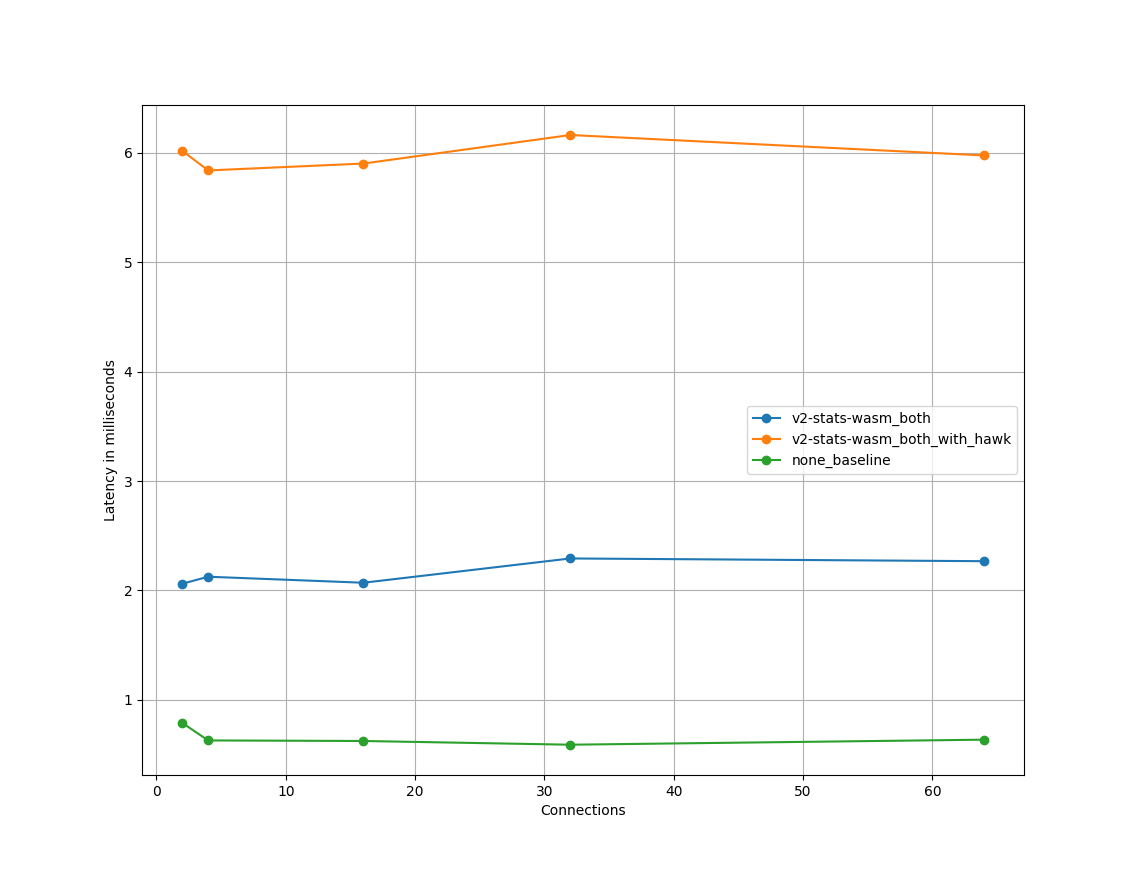 6
5
4
3
2
1
Latency in milliseconds
v2-stats-wasm_both
v2-stats-wasm_both_with_hawk
none_baseline
0 10 20 30 40 50 60
Connections